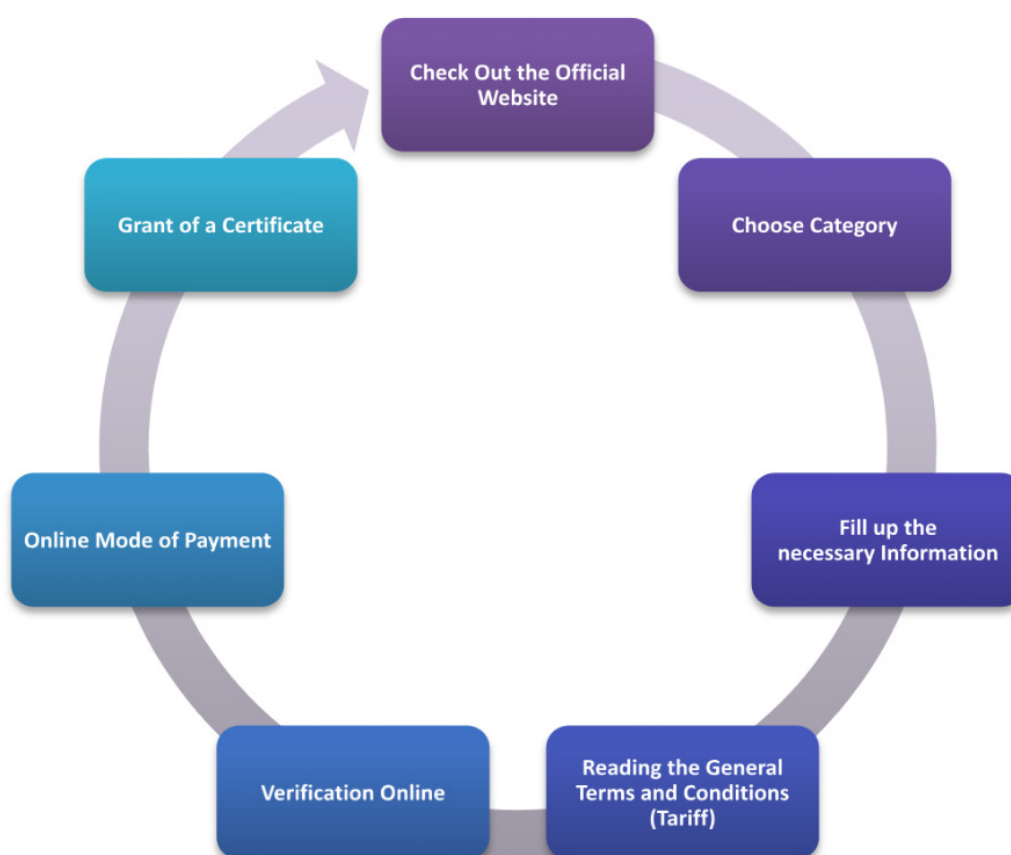 Check Out the Official
Website
Choose Category
Fill up the
necessary Information
Reading the General
Terms and Conditions
(Tariff)
Verification Online
Online Mode of Payment
Grant of a Certificate